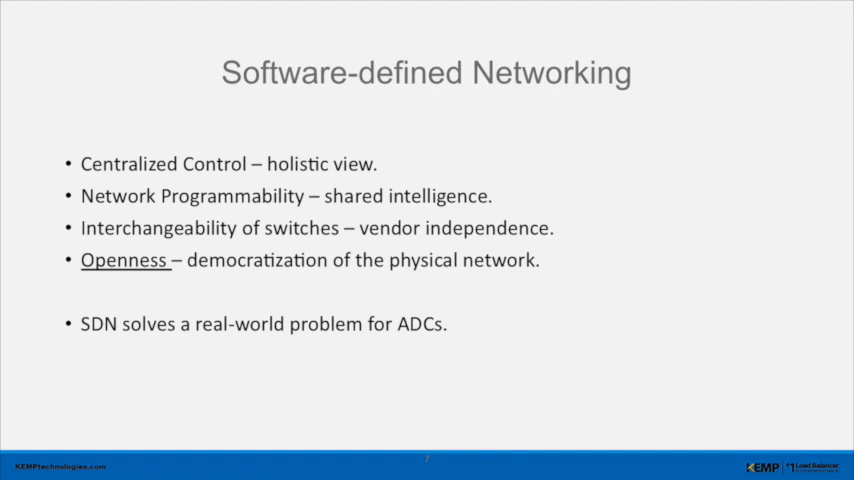 Software-defined Networking
• Centralized Control – holistic view.
• Network Programmability – shared intelligence.
• Interchangeability of switches – vendor independence.
• Openness – democratization of the physical network.
• SDN solves a real-world problem for ADCs.
KEMPtechnologies.com
7
KEMP #1 Load Balancer